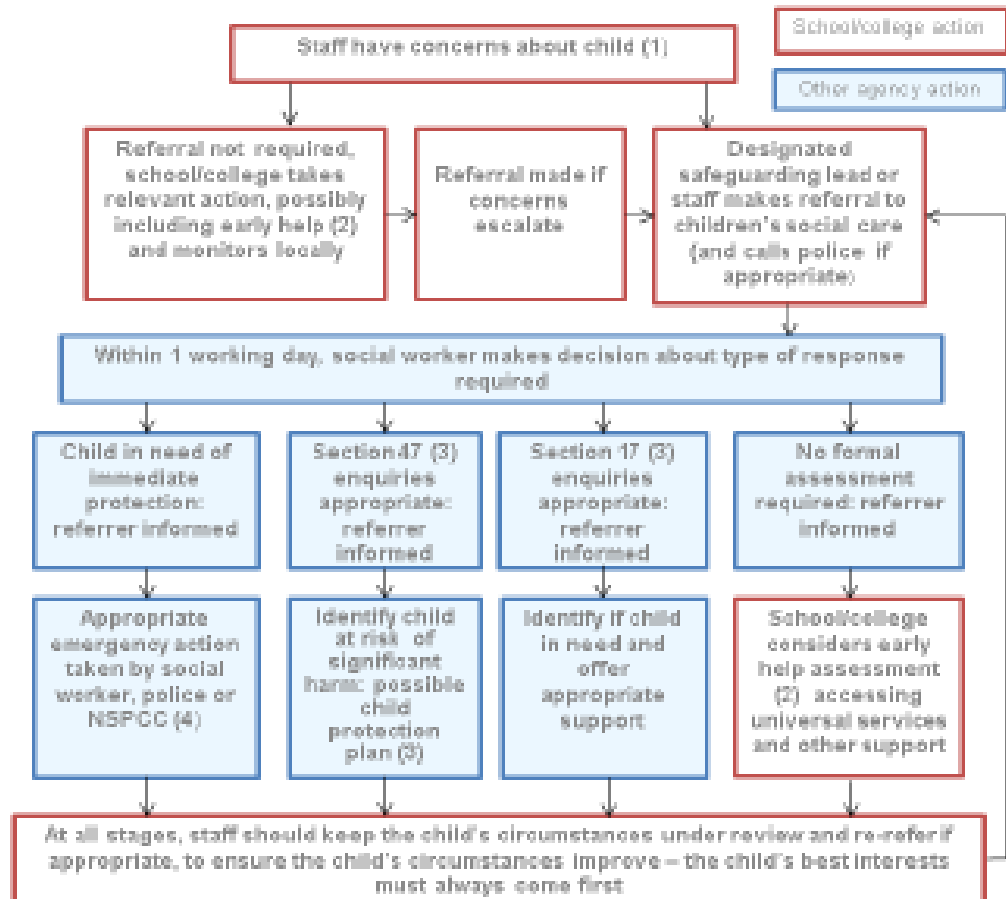 Staff have concerns about child (1)
School/college action
Other agency action
Referral not required,
school/college takes
relevant action, possibly
including early help (2)
and monitors locally
Referral made if
concerns
escalate
Designated
safeguarding lead or
staff makes referral to
children's social care
(and calls police if
appropriate)
Within 1 working day, social worker makes decision about type of response
required
Child in need of
immediate
protection:
referrer informed
Section 47 (3)
enquiries
appropriate:
referrer
informed
Section 17 (3)
enquiries
appropriate:
referrer
informed
No formal
assessment
required: referrer
informed
Appropriate
emergency action
taken by social
worker, police or
NSPCC (4)
Identify child
at risk of
significant
harm: possible
child
protection
plan (3)
Identify if child
in need and
offer
appropriate
support
School/college
considers early
help assessment
(2) accessing
universal services
and other support
At all stages, staff should keep the child's circumstances under review and re-refer if
appropriate, to ensure the child's circumstances improve – the child's best interests
must always come first